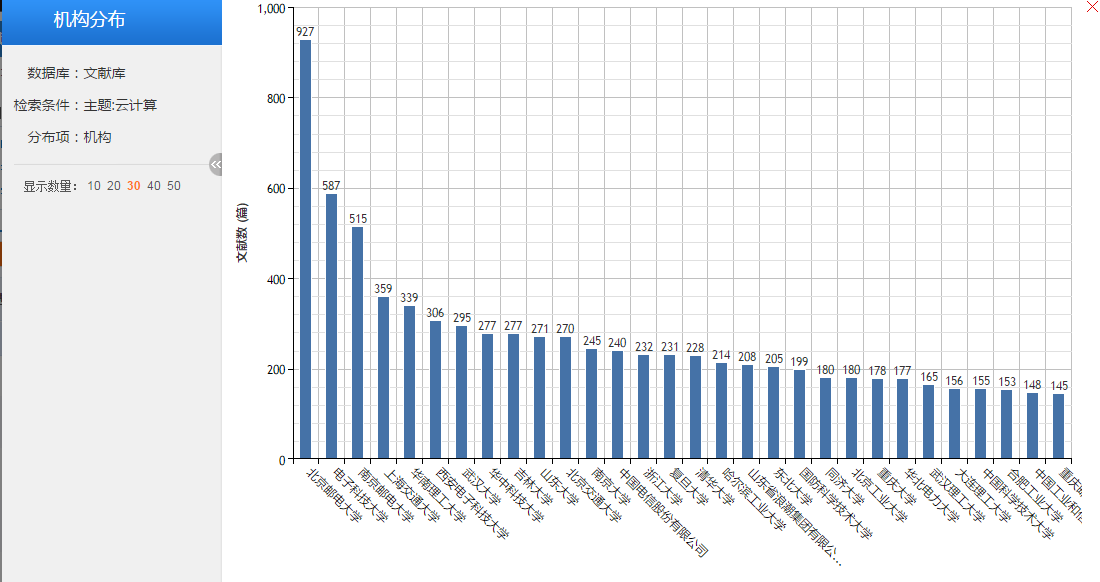 机构分布
数据库：文献库
检索条件：主题:云计算
分布项：机构
显示数量： 10 20 30 40 50
文献数 (篇)
1,000
800
600
400
200
0
927
587
515
359
339
306
295
277
277
271
270
245
240
232
231
228
214
208
205
199
180
180
178
177
165
156
155
153
148
145
北京邮电大学
电子科技大学
南京邮电大学
上海交通大学
华南理工大学
西安电子科技大学
武汉大学
华中科技大学
吉林大学
山东大学
北京交通大学
南京大学
中国电信股份有限公司
浙江大学
复旦大学
清华大学
哈尔滨工业大学
山东省浪潮集团有限公...
东北大学
国防科学技术大学
同济大学
北京工业大学
重庆大学
华北电力大学
武汉理工大学
大连理工大学
中国科学技术大学
合肥工业大学
中国工业和
重庆